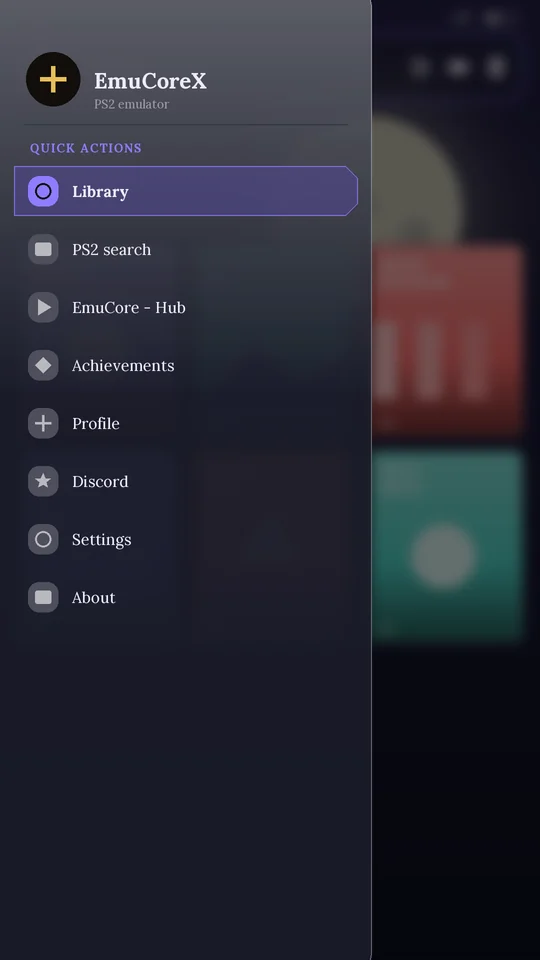 EmuCoreX
PS2 emulator
QUICK ACTIONS
Library
PS2 search
EmuCore - Hub
Achievements
Profile
Discord
Settings
About